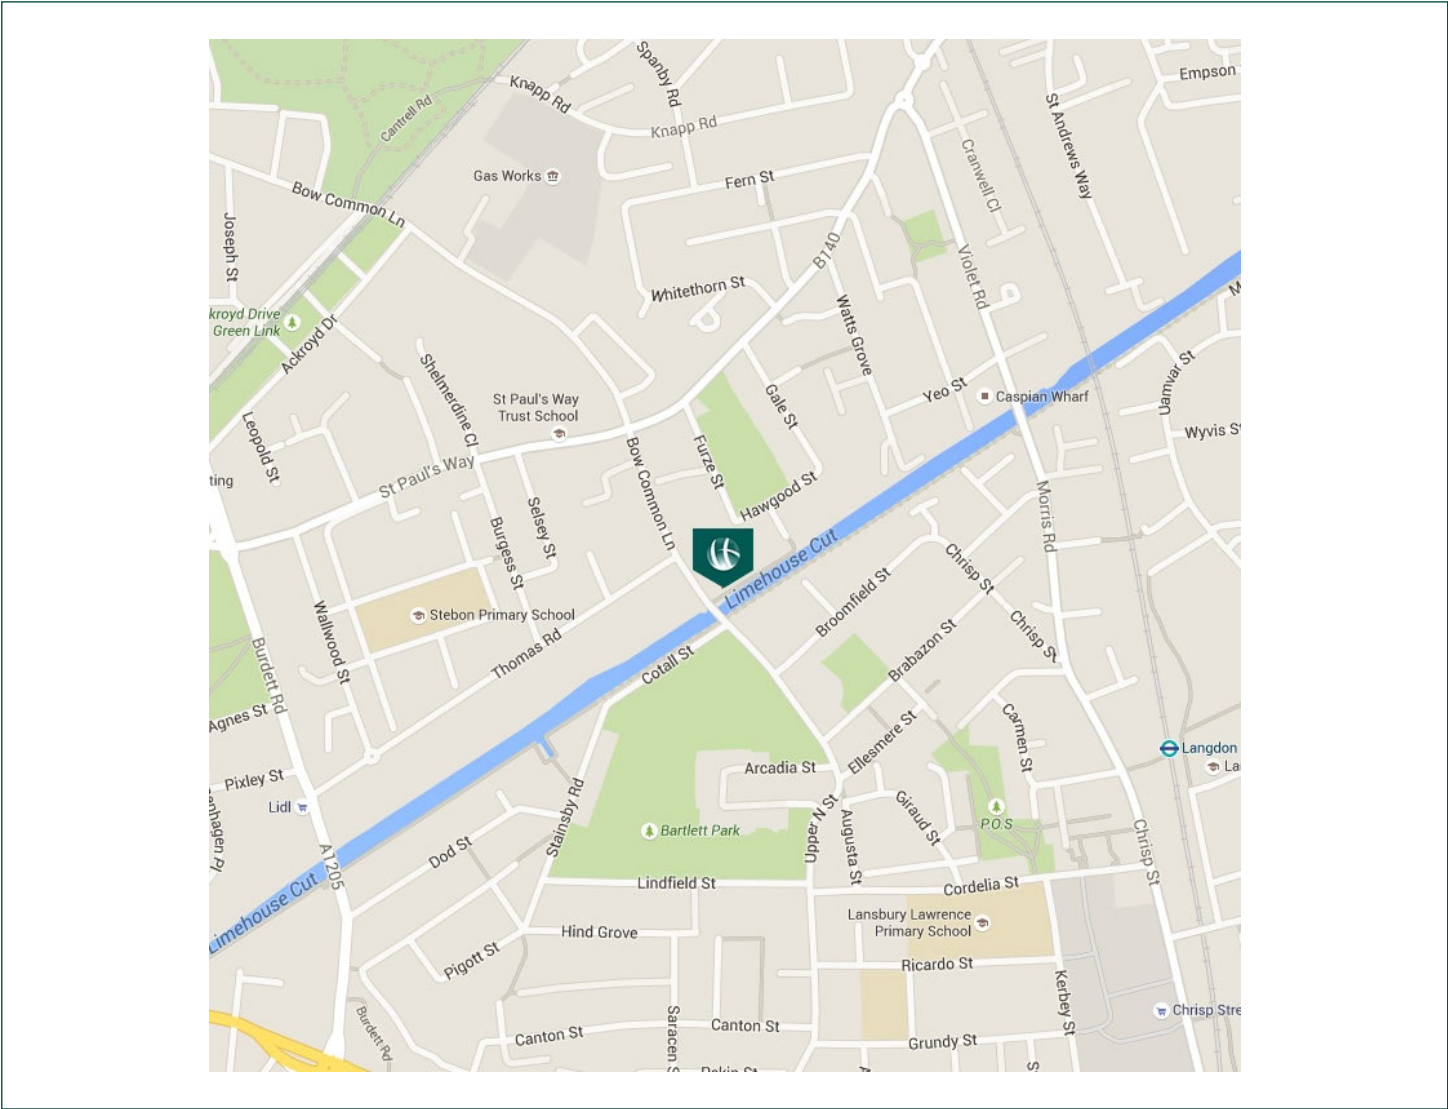 Spanby Rd
Knapp Rd
Empson
Cantrell Rd
Knapp Rd
St Andrews Way
Cranwell Cl
Gas Works
Fern St
Bow Common Ln
Joseph St
B140
Violet Rd
Whitethorn St
kroyd Drive
Green Link
Ackroyd Dr
Watts Grove
Shelmerdine Cl
St Paul's Way
Trust School
Gale St
Yeo St
Caspian Wharf
Uamvar St
Leopold St
Wyvis St
St Paul's Way
Furze St
Bow Common Ln
ting
Hawgood St
Selsey St
Burgess St
Morris Rd
Limehouse Cut
Chrisp St
Broomfield St
Stebon Primary School
Wallwood St
Thomas Rd
Chrisp St
Brabazon St
Cotall St
Burdett Rd
Agnes St
Ellesmere St
Carmen St
Langdon
La
Arcadia St
Pixley St
Lidl
enhagen Pl
Stainsby Rd
Upper N St
Augusta St
Giraud St
P.O.S
Bartlett Park
Dod St
A1205
Chrisp St
Limehouse Cut
Lindfield St
Cordelia St
Lansbury Lawrence
Primary School
Hind Grove
Pigott St
Ricardo St
Kerbey St
Burdett Rd
Saracen S
Canton St
Canton St
Chrisp Stre
Grundy St